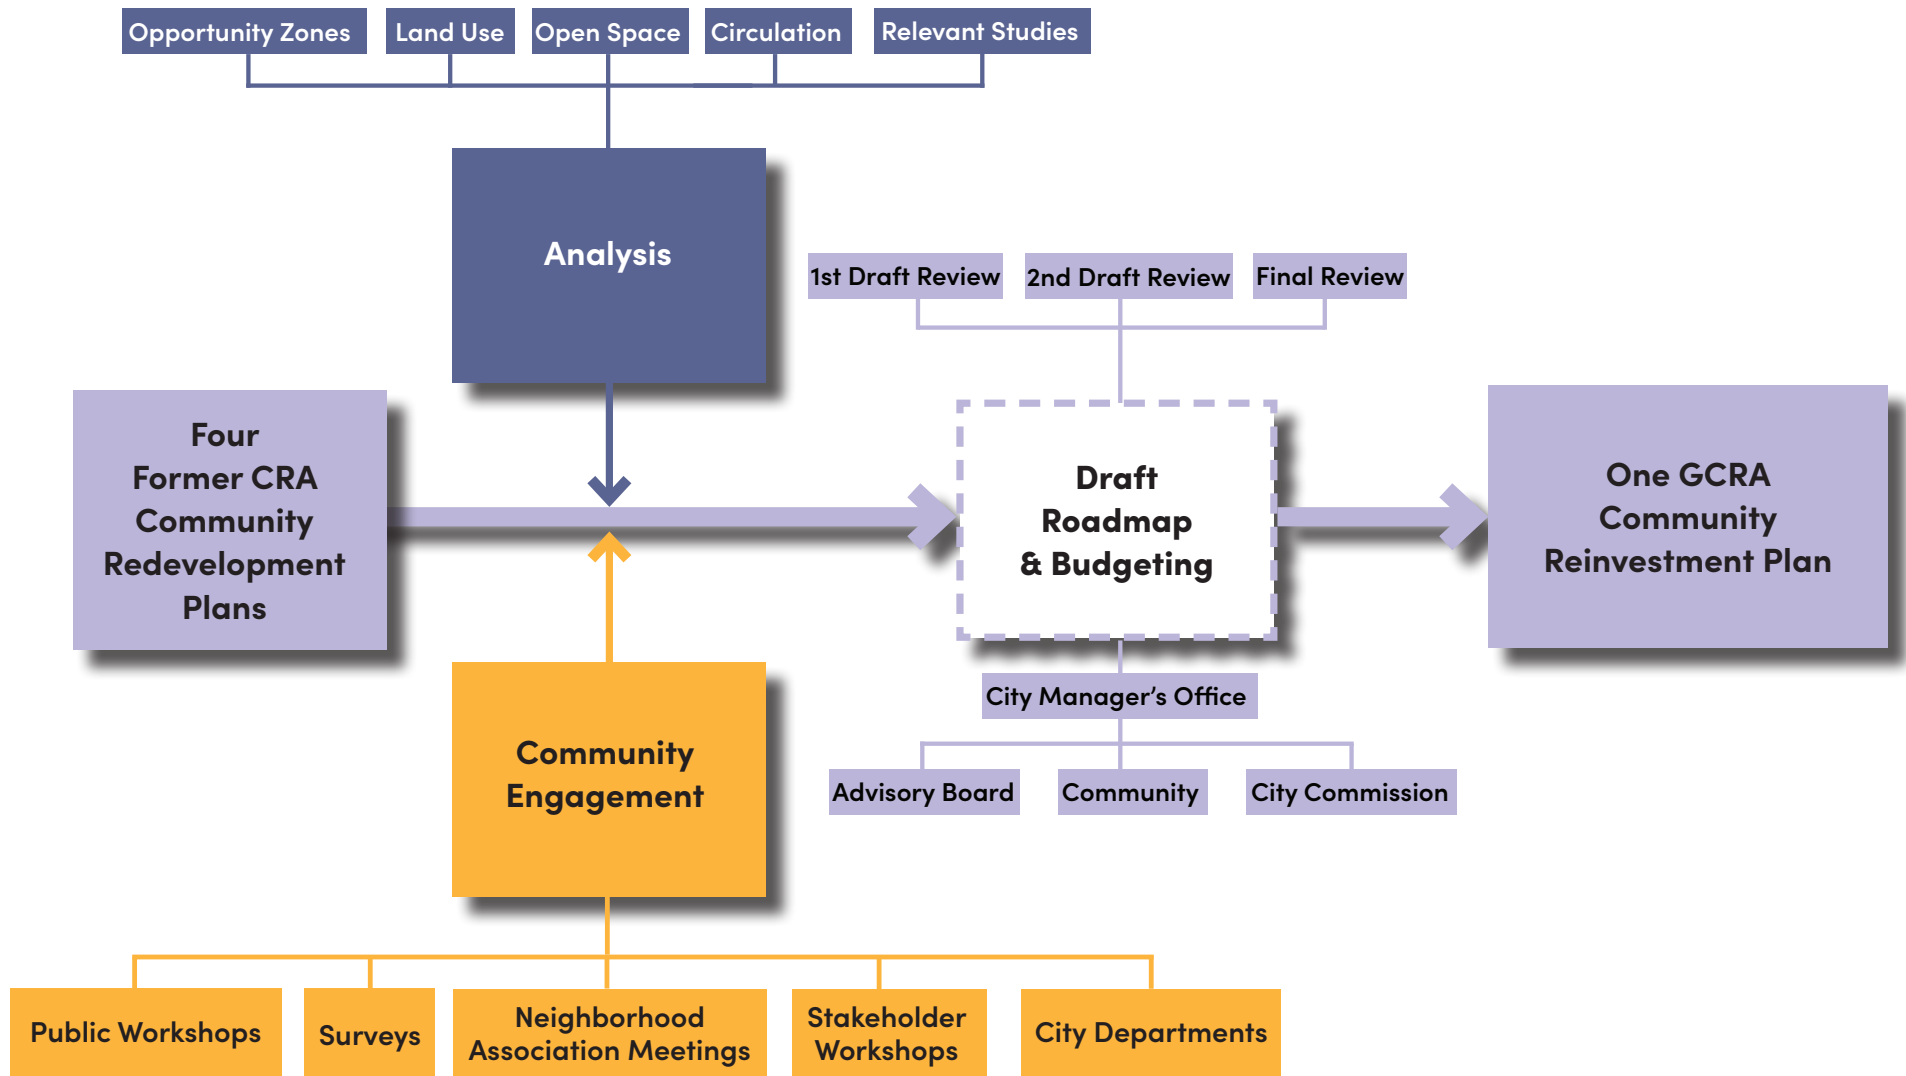 Opportunity Zones
Land Use
Open Space
Circulation
Relevant Studies
Analysis
1st Draft Review
2nd Draft Review
Final Review
Four
Former CRA
Community
Redevelopment
Plans
Draft
Roadmap
& Budgeting
One GCRA
Community
Reinvestment Plan
City Manager’s Office
Advisory Board
Community
City Commission
Community
Engagement
Public Workshops
Surveys
Neighborhood
Association Meetings
Stakeholder
Workshops
City Departments